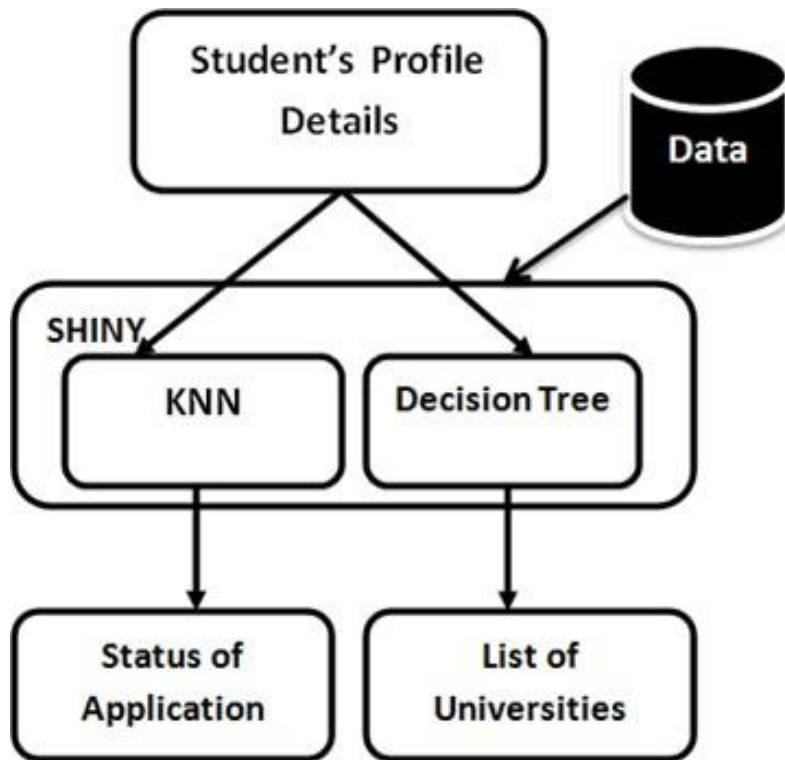 Student's Profile
Details
Data
SHINY
KNN
Decision Tree
Status of
Application
List of
Universities